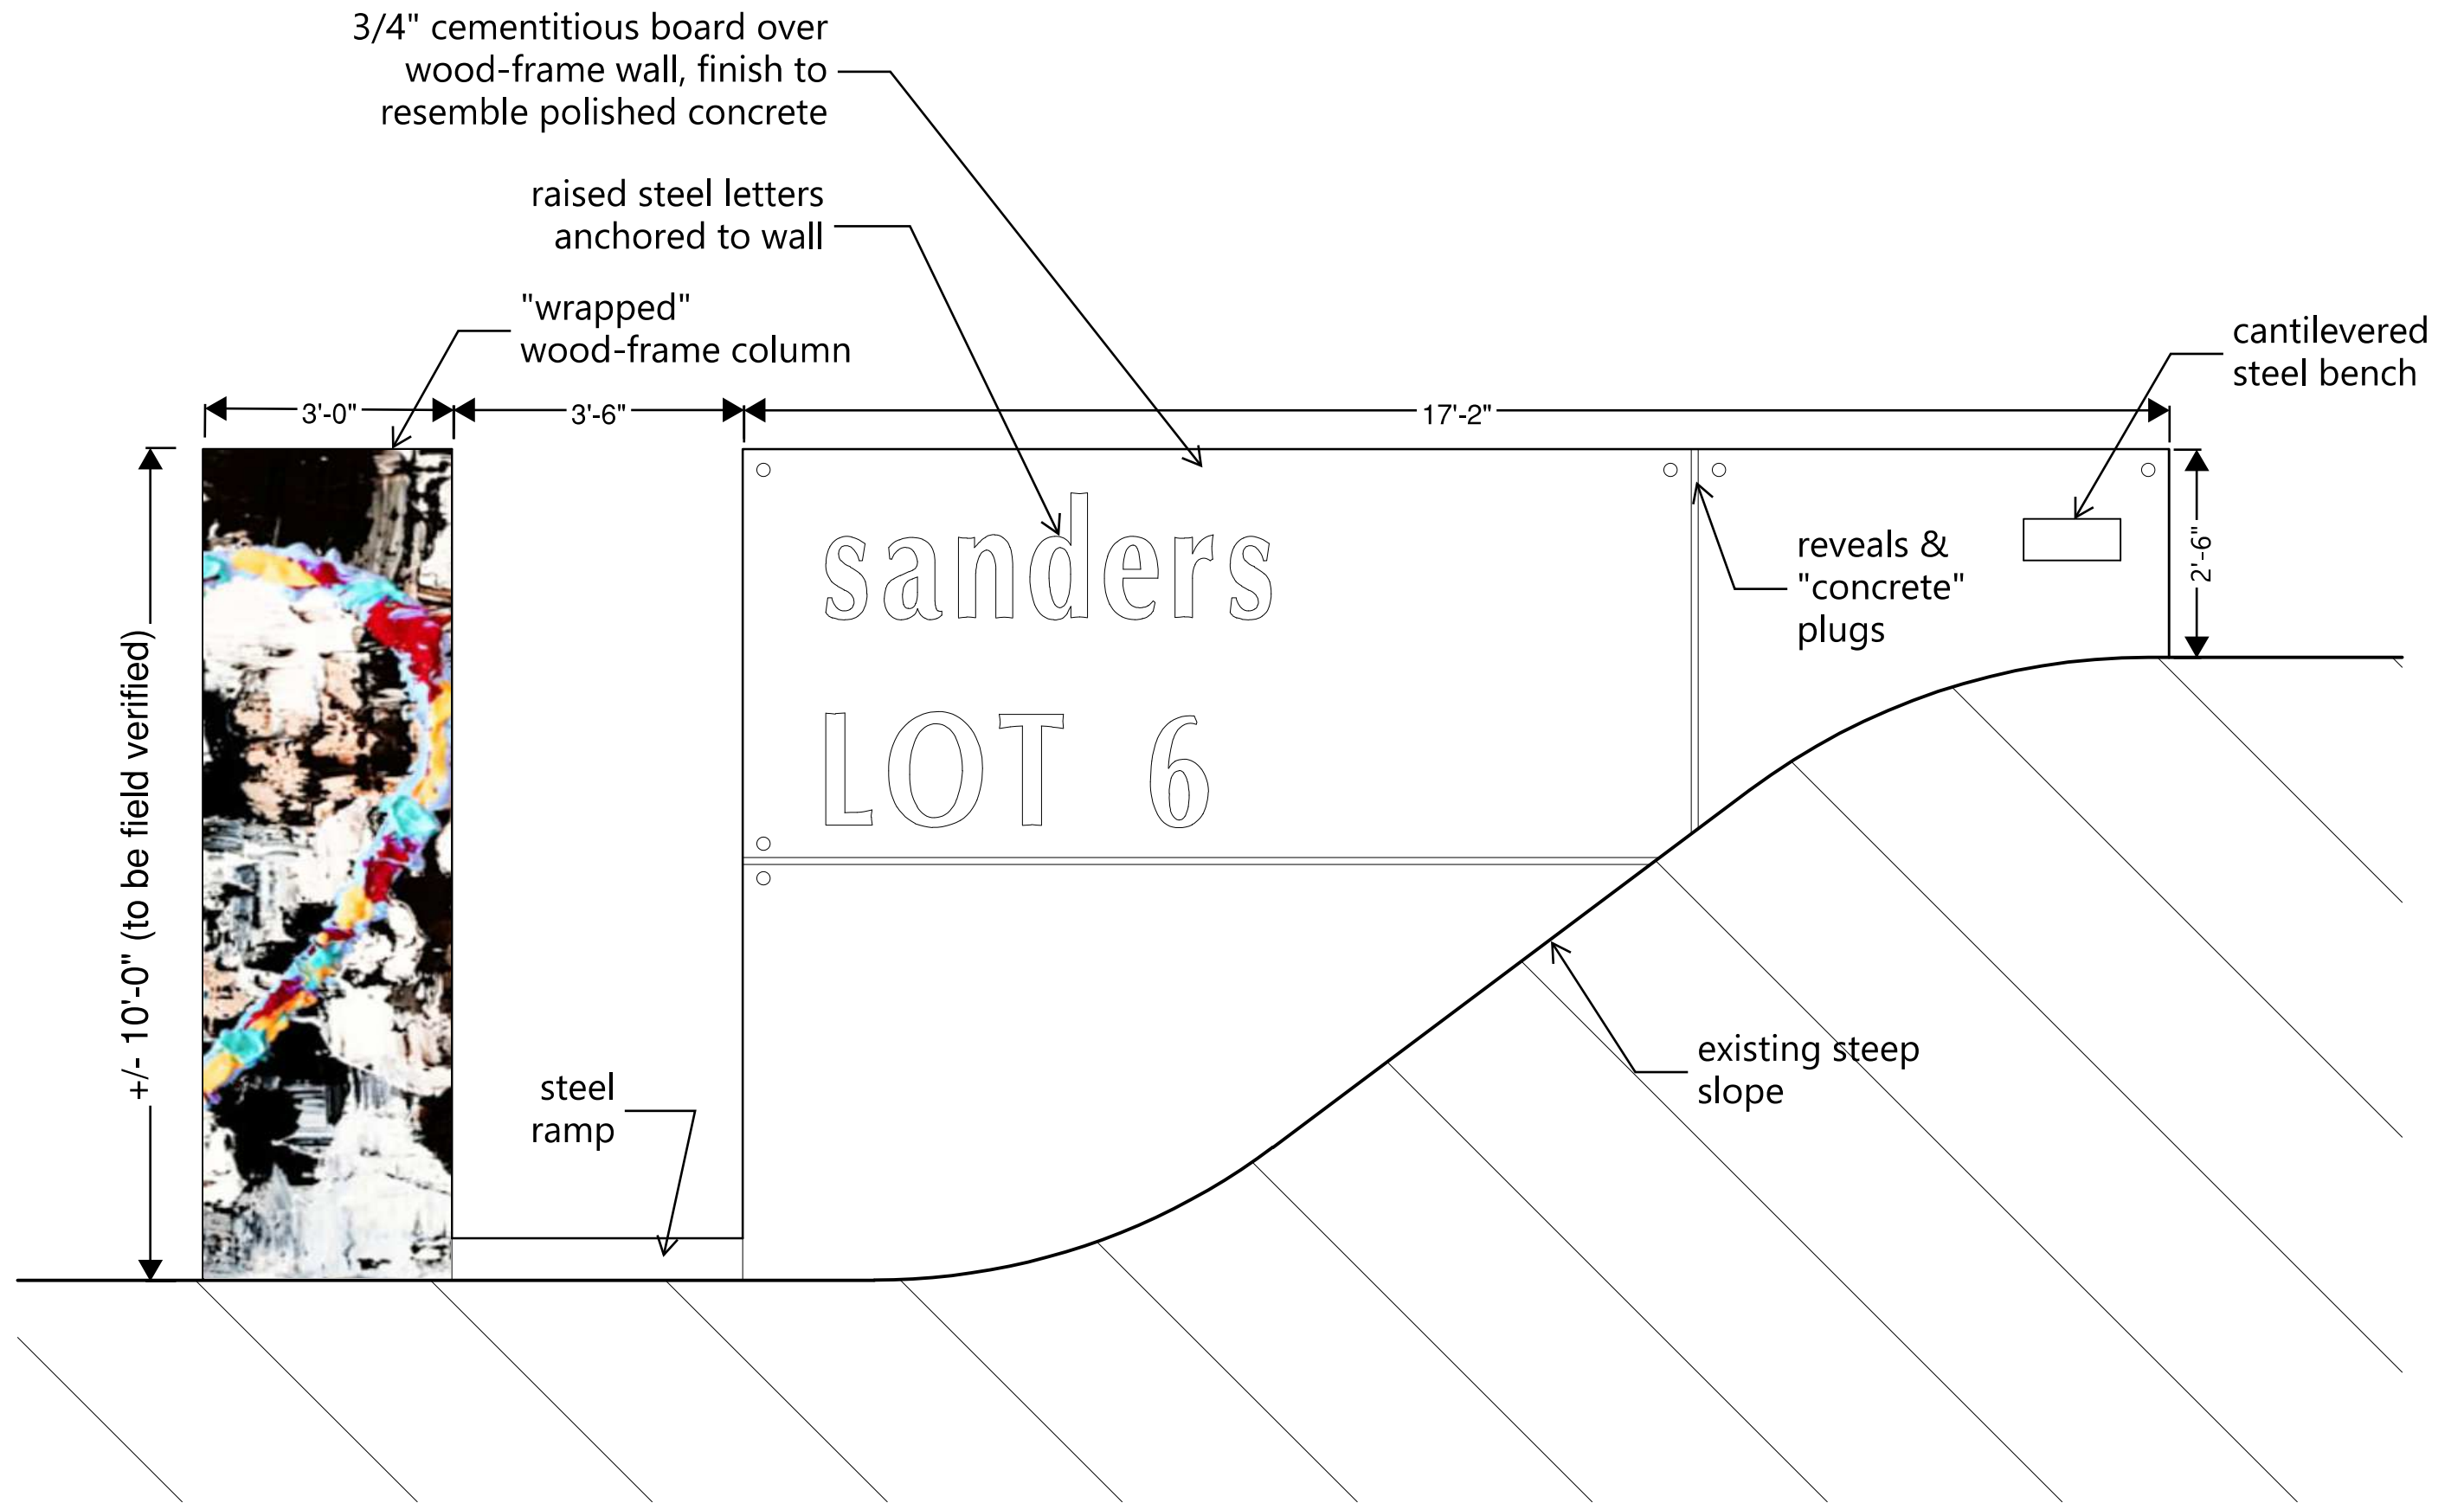 3/4" cementitious board over
wood-frame wall, finish to
resemble polished concrete
raised steel letters
anchored to wall
"wrapped"
wood-frame column
cantilevered
steel bench
3'-0"
3'-6"
17'-2"
sanders
LOT 6
reveals &
"concrete"
plugs
2'-6"
+/- 10'-0" (to be field verified)
existing steep
slope
steel
ramp